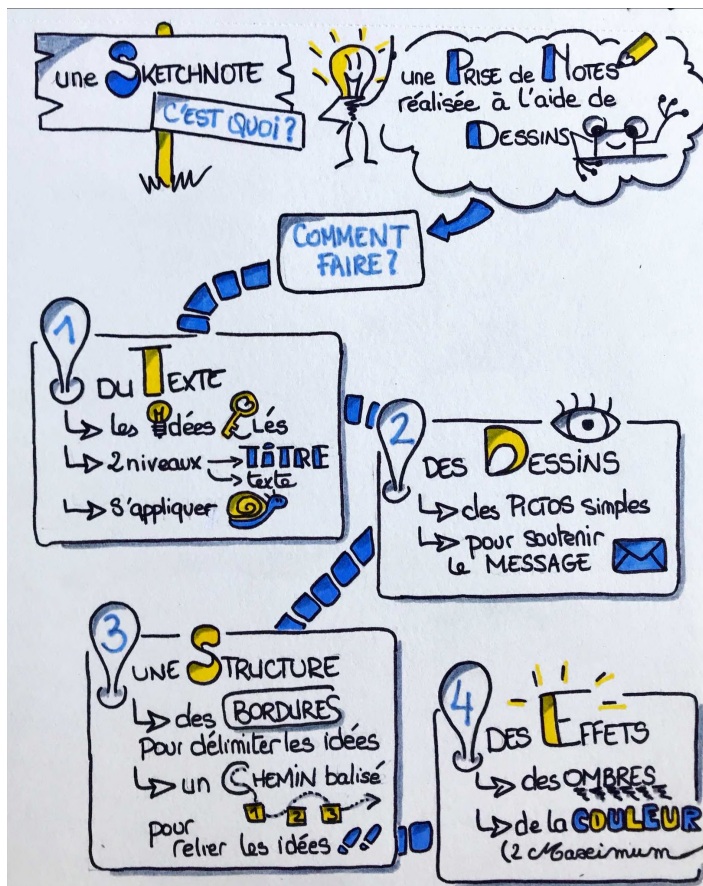 une SKETCHNOTE
C'EST QUOI?
une PRISE de NOTES
réalisée à l'aide de
DESSINS
COMMENT
FAIRE?
1
DU TEXTE
les idées clés
2 niveaux → TITRE
texte
S'appliquer
2
DES DESSINS
des PICTOS simples
pour soutenir
le MESSAGE
3
UNE STRUCTURE
des BORDURES
pour délimiter les idées
un CHEMIN balisé
1 2 3
pour
relier les idées
4
DES EFFETS
des OMBRES
de la COULEUR
(2 Maximum